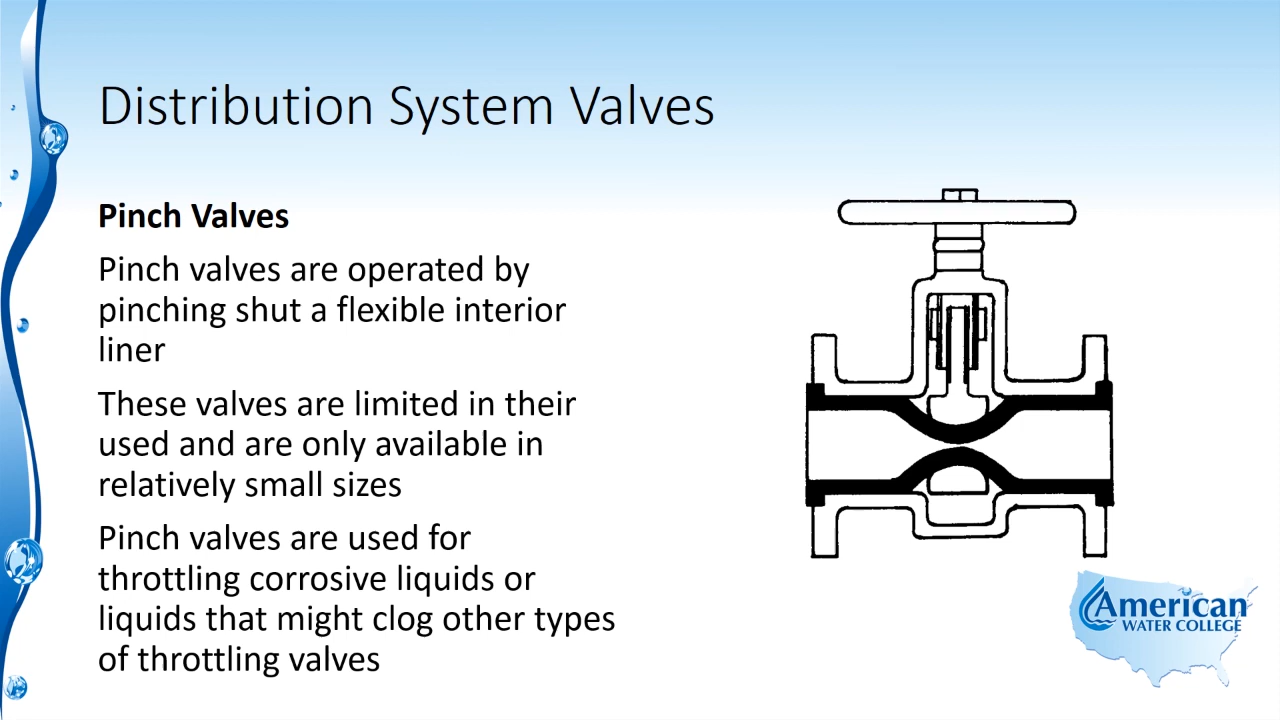 Distribution System Valves
Pinch Valves
Pinch valves are operated by
pinching shut a flexible interior
liner
These valves are limited in their
used and are only available in
relatively small sizes
Pinch valves are used for
throttling corrosive liquids or
liquids that might clog other types
of throttling valves
American
WATER COLLEGE